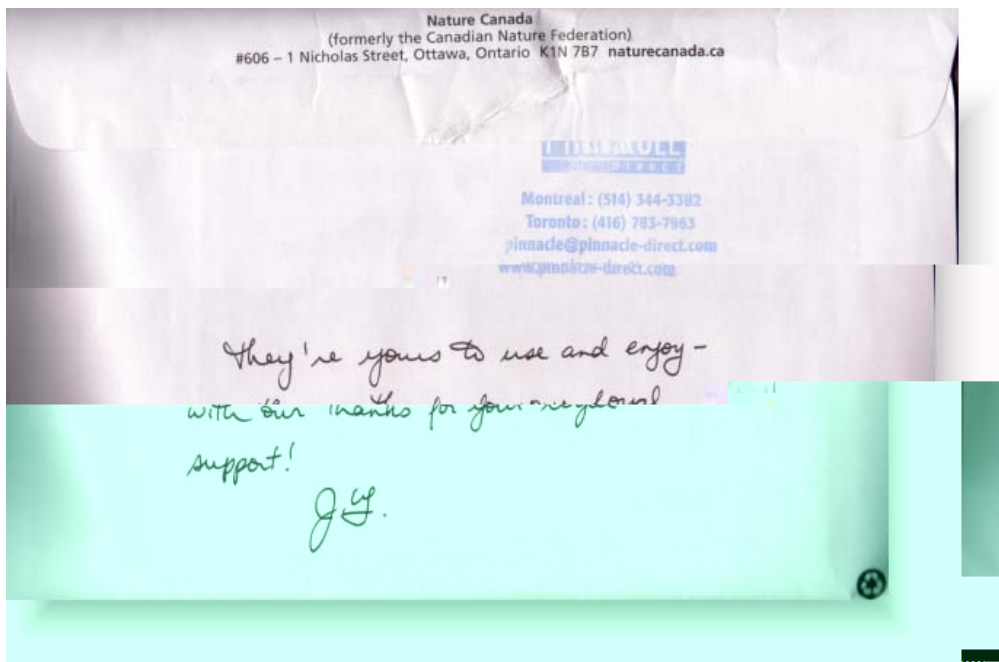 Nature Canada
(formerly the Canadian Nature Federation)
#606 – 1 Nicholas Street, Ottawa, Ontario K1N 7B7 naturecanada.ca
DIRECT
Montreal: (514) 344-3382
Toronto: (416) 783-7963
pinnacle@pinnacle-direct.com
They're yours to use and enjoy –
with our thanks for your
support!